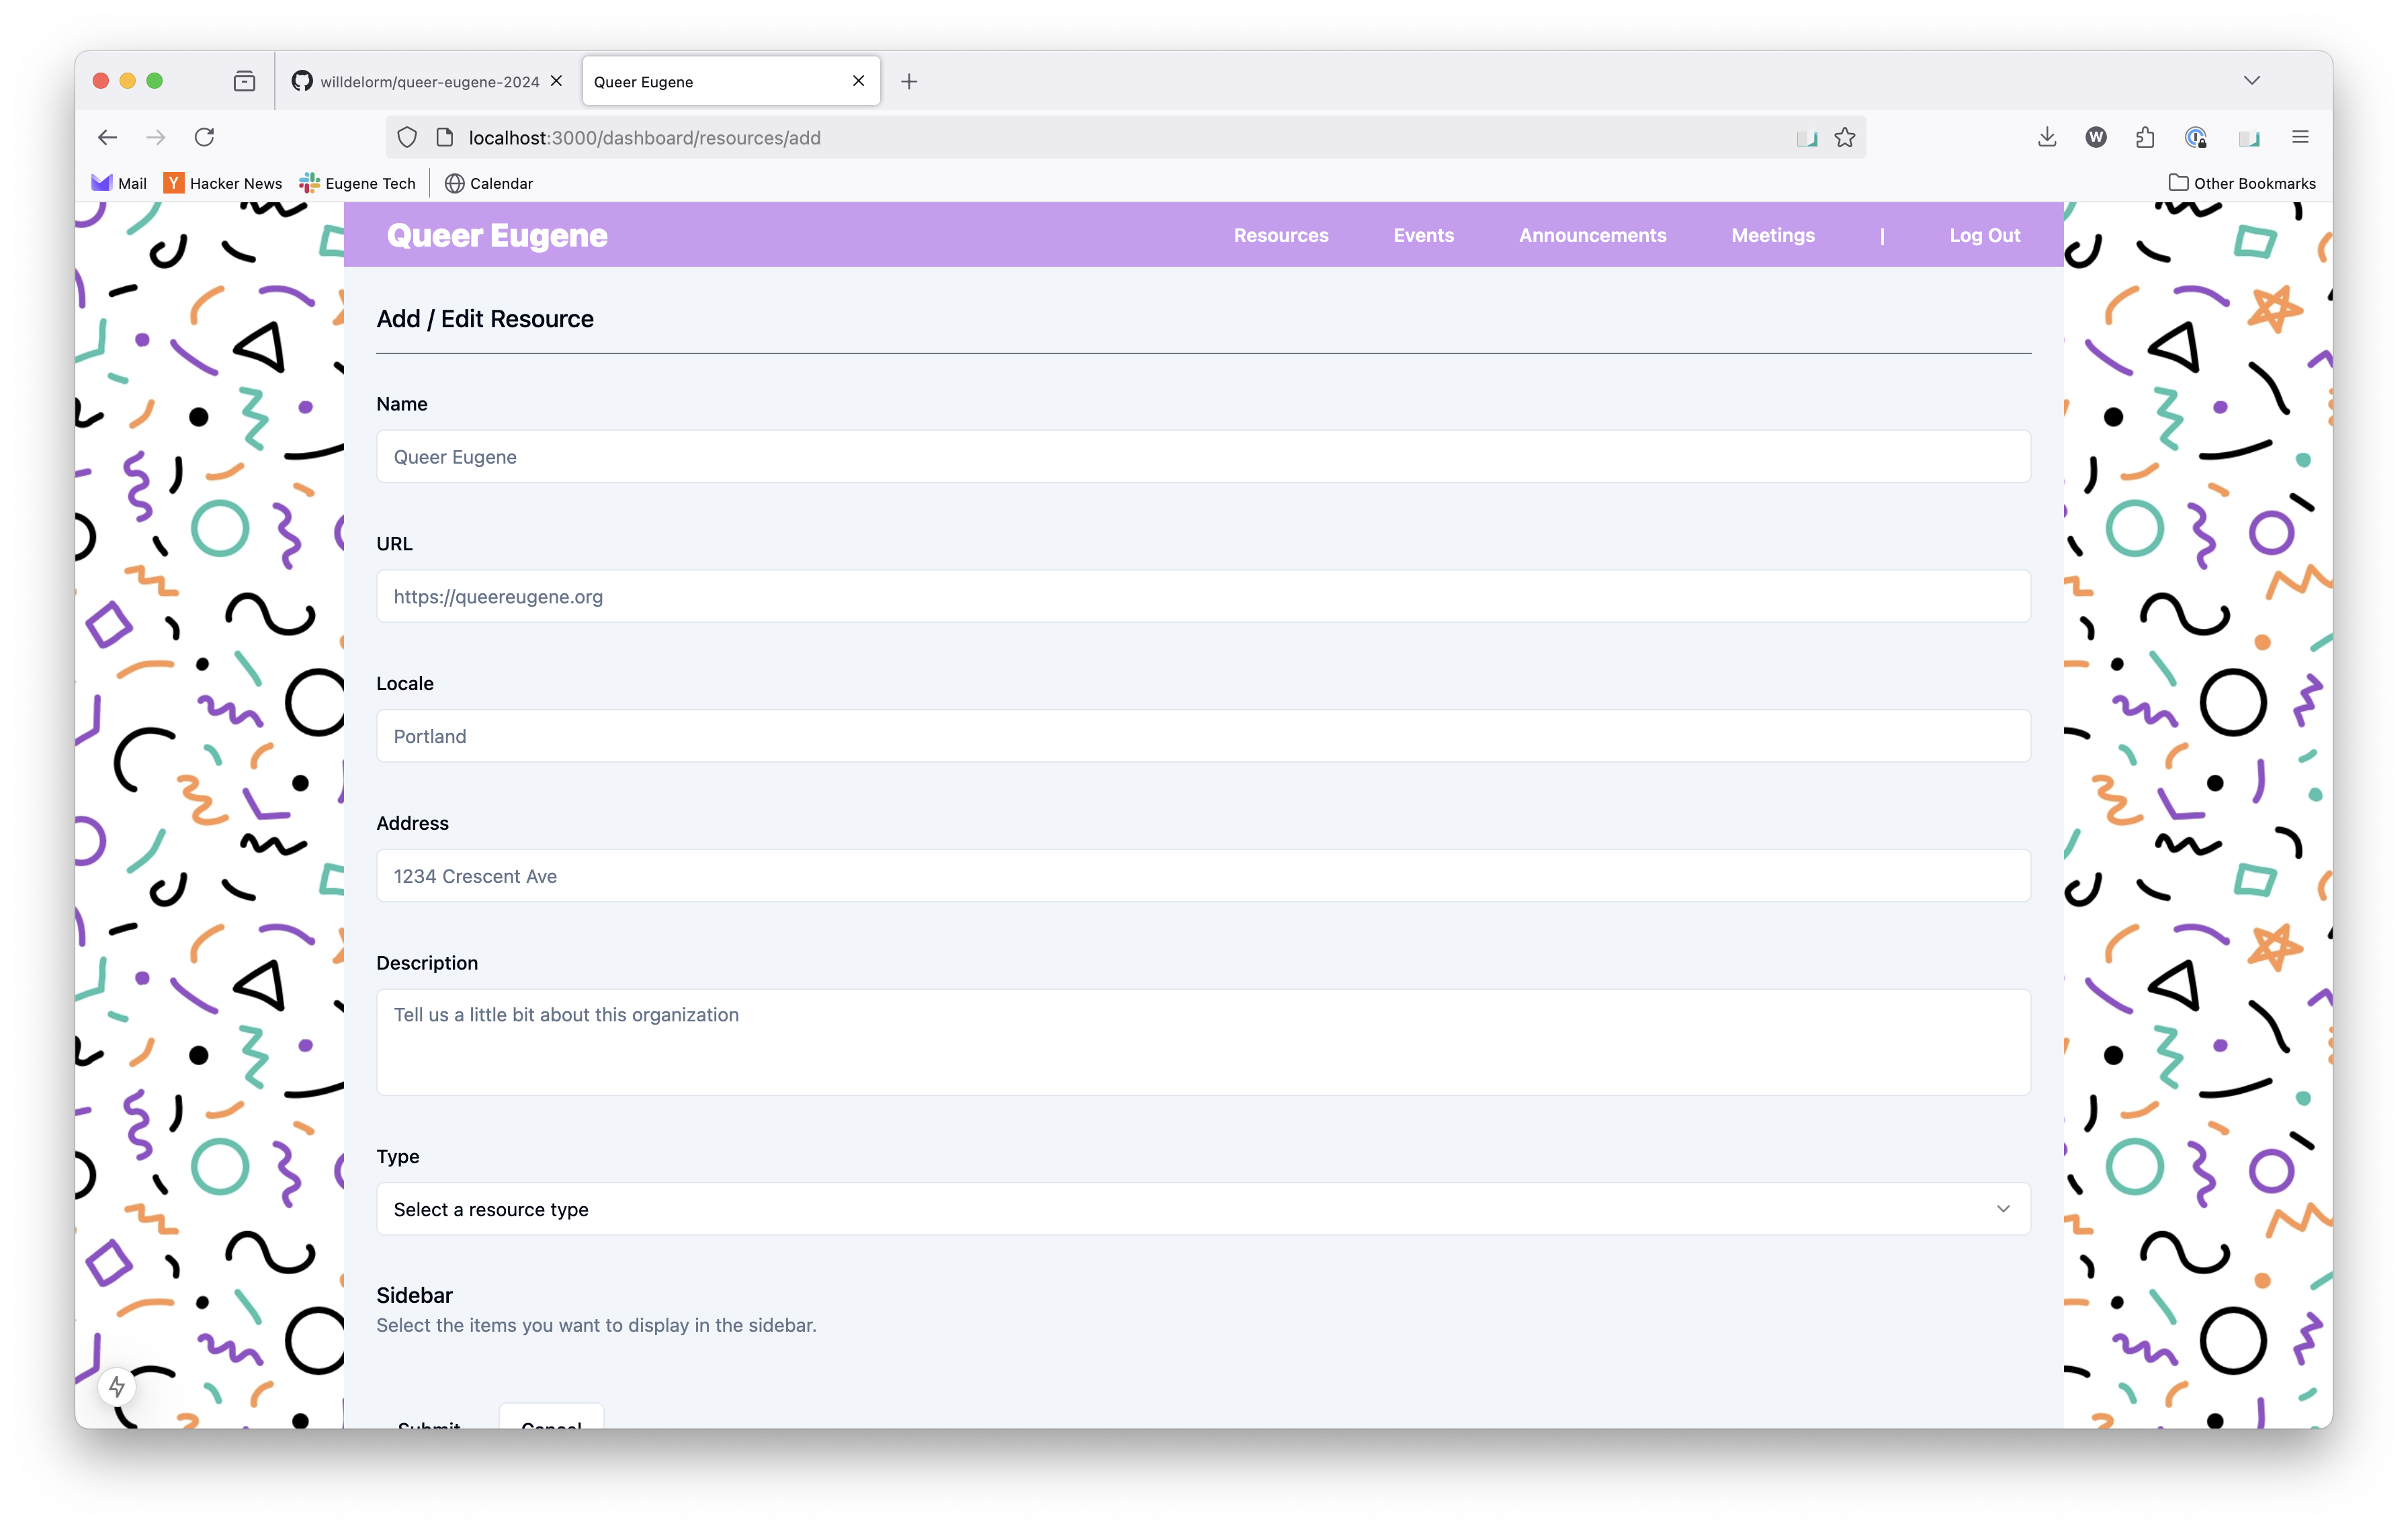 willdelorm/queer-eugene-2024
Queer Eugene
localhost:3000/dashboard/resources/add
W
Mail
Y
Hacker News
Eugene Tech
Calendar
Other Bookmarks
Queer Eugene
Resources
Events
Announcements
Meetings
|
Log Out
Add / Edit Resource
Name
Queer Eugene
URL
https://queereugene.org
Locale
Portland
Address
1234 Crescent Ave
Description
Tell us a little bit about this organization
Type
Select a resource type
Sidebar
Select the items you want to display in the sidebar.
Submit
Cancel